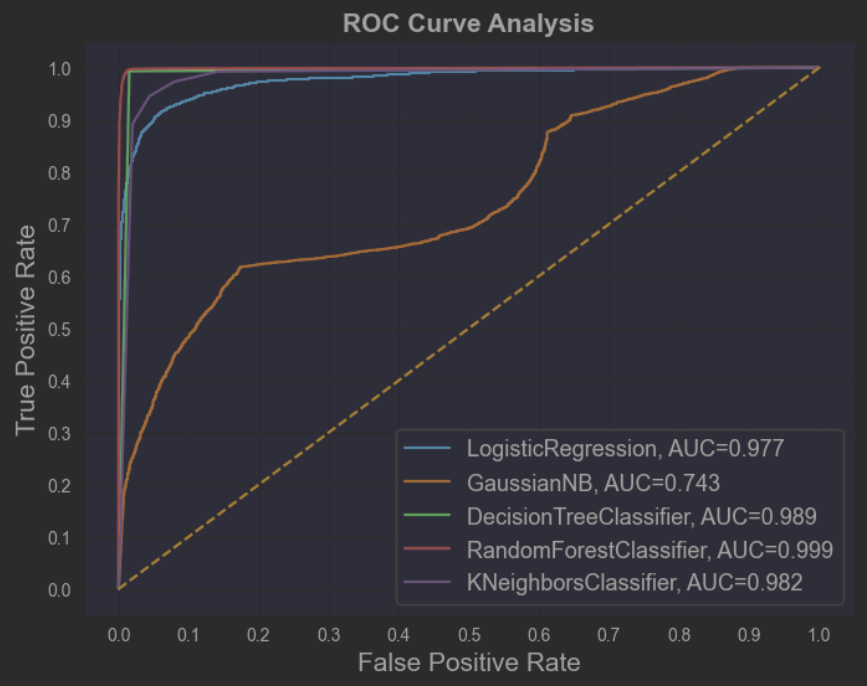 ROC Curve Analysis
True Positive Rate
1.0
0.9
0.8
0.7
0.6
0.5
0.4
0.3
0.2
0.1
0.0
LogisticRegression, AUC=0.977
GaussianNB, AUC=0.743
DecisionTreeClassifier, AUC=0.989
RandomForestClassifier, AUC=0.999
KNeighborsClassifier, AUC=0.982
0.0 0.1 0.2 0.3 0.4 0.5 0.6 0.7 0.8 0.9 1.0
False Positive Rate